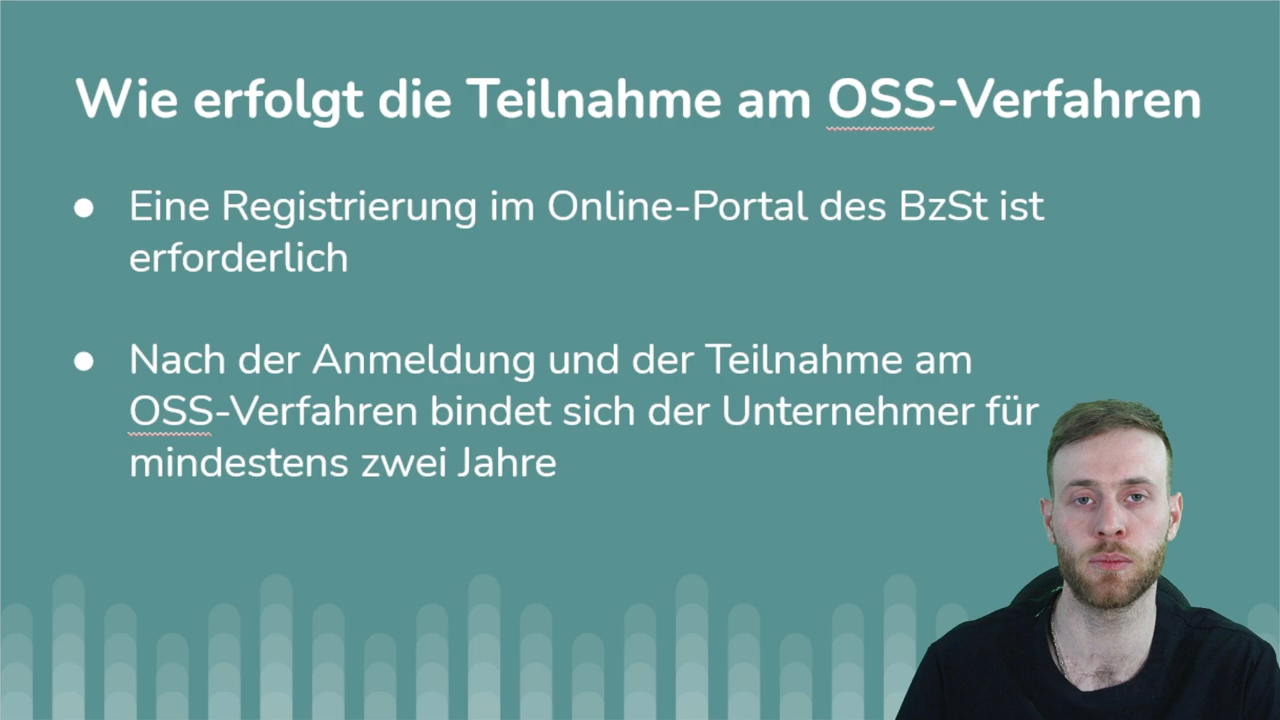 Wie erfolgt die Teilnahme am OSS-Verfahren
● Eine Registrierung im Online-Portal des BzSt ist
erforderlich
● Nach der Anmeldung und der Teilnahme am
OSS-Verfahren bindet sich der Unternehmer für
mindestens zwei Jahre